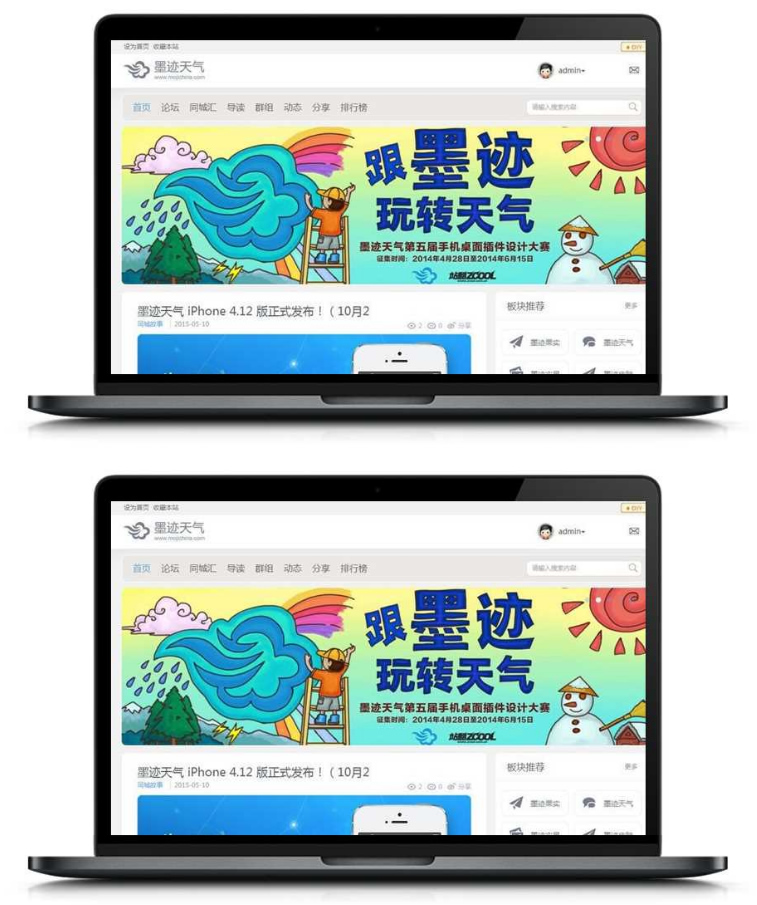 设为首页 收藏本站
DIY
墨迹天气
www.mojichina.com
admin
首页 论坛 同城汇 导读 群组 动态 分享 排行榜
请输入搜索内容
跟墨迹
玩转天气
墨迹天气第五届手机桌面插件设计大赛
征集时间：2014年4月28日至2014年6月15日
站酷ZCOOL
墨迹天气 iPhone 4.12 版正式发布！（10月2
同城故事 | 2015-05-10
2 0 分享
板块推荐 更多
墨迹果实 墨迹天气
设为首页 收藏本站
DIY
墨迹天气
www.mojichina.com
admin
首页 论坛 同城汇 导读 群组 动态 分享 排行榜
请输入搜索内容
跟墨迹
玩转天气
墨迹天气第五届手机桌面插件设计大赛
征集时间：2014年4月28日至2014年6月15日
站酷ZCOOL
墨迹天气 iPhone 4.12 版正式发布！（10月2
同城故事 | 2015-05-10
2 0 分享
板块推荐 更多
墨迹果实 墨迹天气